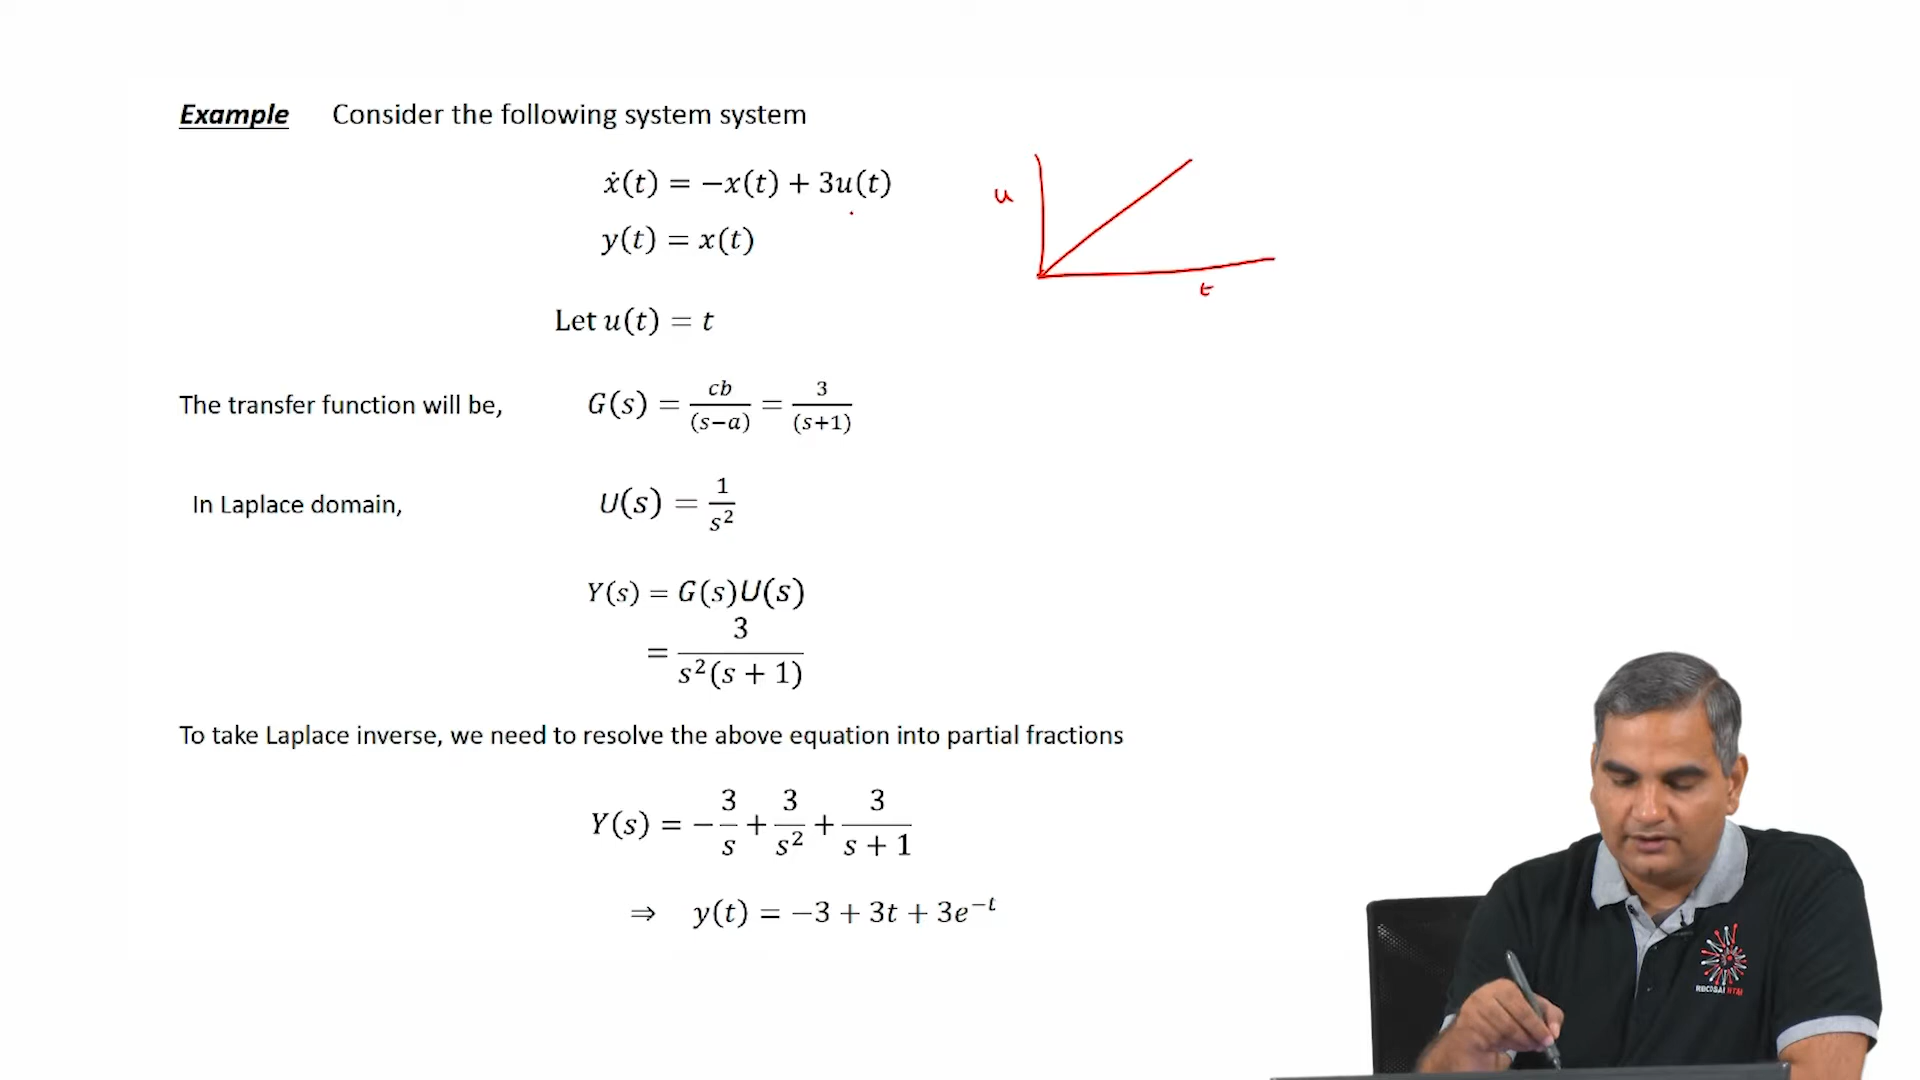 Example Consider the following system system
ẋ(t) = −x(t) + 3u(t)
y(t) = x(t)
u
t
Let u(t) = t
The transfer function will be, G(s) = cb/(s−a) = 3/(s+1)
In Laplace domain, U(s) = 1/s²
Y(s) = G(s)U(s)
= 3/(s²(s + 1))
To take Laplace inverse, we need to resolve the above equation into partial fractions
Y(s) = −3/s + 3/s² + 3/(s + 1)
⇒ y(t) = −3 + 3t + 3e⁻ᵗ
RBCDSAI IITM